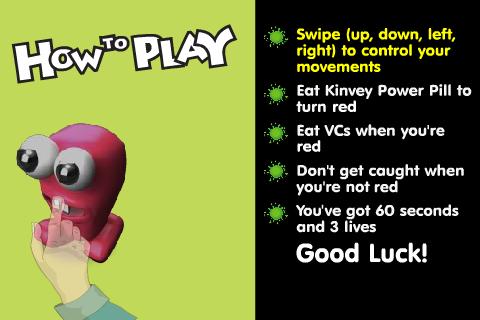 HOW TO PLAY
Swipe (up, down, left,
right) to control your
movements
Eat Kinvey Power Pill to
turn red
Eat VCs when you're
red
Don't get caught when
you're not red
You've got 60 seconds
and 3 lives
Good Luck!